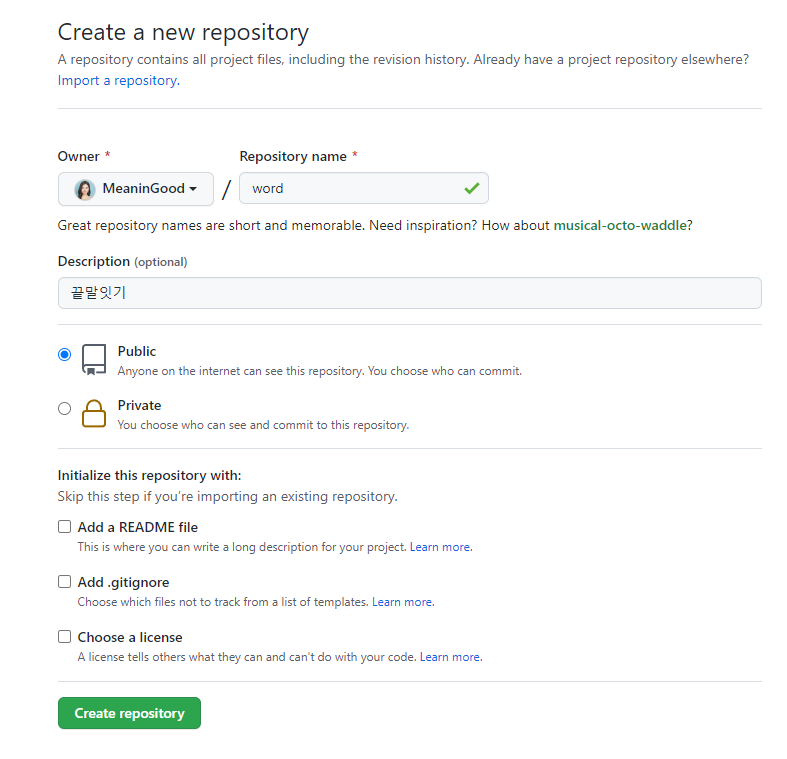 Create a new repository
A repository contains all project files, including the revision history. Already have a project repository elsewhere?
Import a repository.
Owner * Repository name *
MeaninGood / word
Great repository names are short and memorable. Need inspiration? How about musical-octo-waddle?
Description (optional)
끝말잇기
Public
Anyone on the internet can see this repository. You choose who can commit.
Private
You choose who can see and commit to this repository.
Initialize this repository with:
Skip this step if you're importing an existing repository.
Add a README file
This is where you can write a long description for your project. Learn more.
Add .gitignore
Choose which files not to track from a list of templates. Learn more.
Choose a license
A license tells others what they can and can't do with your code. Learn more.
Create repository